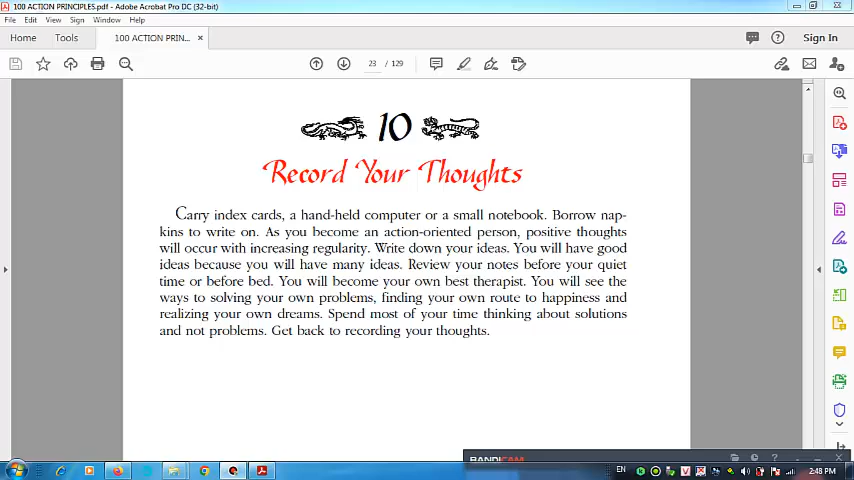 100 ACTION PRINCIPLES.pdf - Adobe Acrobat Pro DC (32-bit)
File Edit View Sign Window Help
Home Tools 100 ACTION PRIN... × Sign In
23 / 129
10
Record Your Thoughts
Carry index cards, a hand-held computer or a small notebook. Borrow nap-
kins to write on. As you become an action-oriented person, positive thoughts
will occur with increasing regularity. Write down your ideas. You will have good
ideas because you will have many ideas. Review your notes before your quiet
time or before bed. You will become your own best therapist. You will see the
ways to solving your own problems, finding your own route to happiness and
realizing your own dreams. Spend most of your time thinking about solutions
and not problems. Get back to recording your thoughts.
BANDICAM
EN 2:48 PM